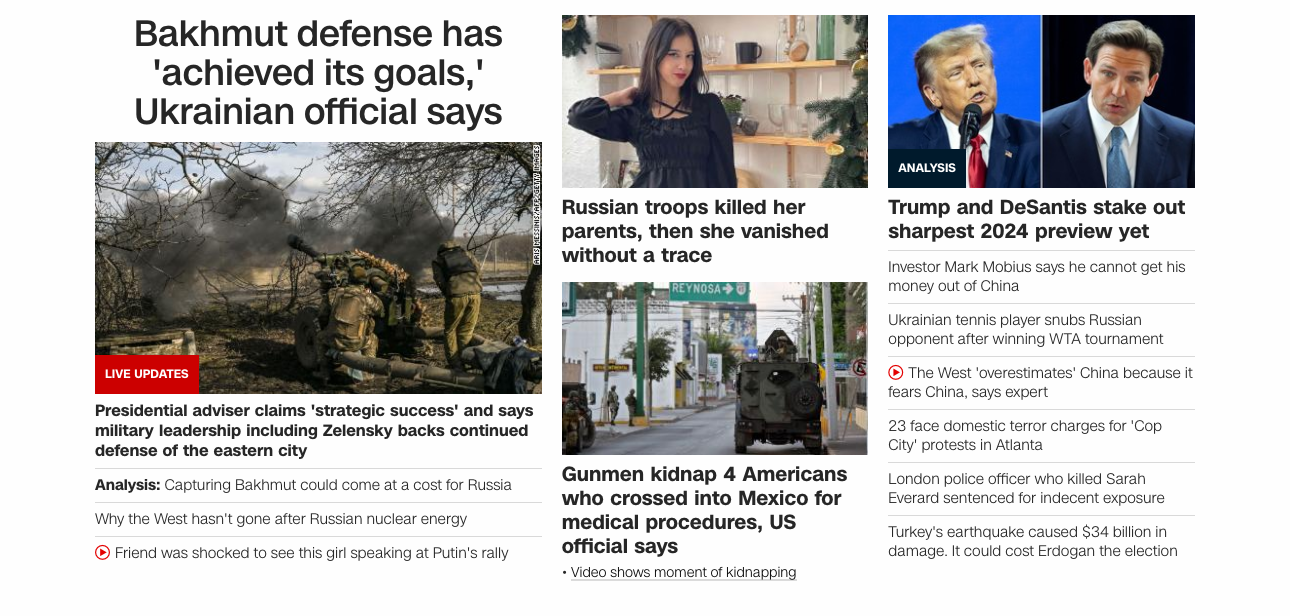 Bakhmut defense has
'achieved its goals,'
Ukrainian official says
LIVE UPDATES
Presidential adviser claims 'strategic success' and says
military leadership including Zelensky backs continued
defense of the eastern city
Analysis: Capturing Bakhmut could come at a cost for Russia
Why the West hasn't gone after Russian nuclear energy
Friend was shocked to see this girl speaking at Putin's rally
Russian troops killed her
parents, then she vanished
without a trace
REYNOSA
Gunmen kidnap 4 Americans
who crossed into Mexico for
medical procedures, US
official says
• Video shows moment of kidnapping
ANALYSIS
Trump and DeSantis stake out
sharpest 2024 preview yet
Investor Mark Mobius says he cannot get his
money out of China
Ukrainian tennis player snubs Russian
opponent after winning WTA tournament
The West 'overestimates' China because it
fears China, says expert
23 face domestic terror charges for 'Cop
City' protests in Atlanta
London police officer who killed Sarah
Everard sentenced for indecent exposure
Turkey's earthquake caused $34 billion in
damage. It could cost Erdogan the election